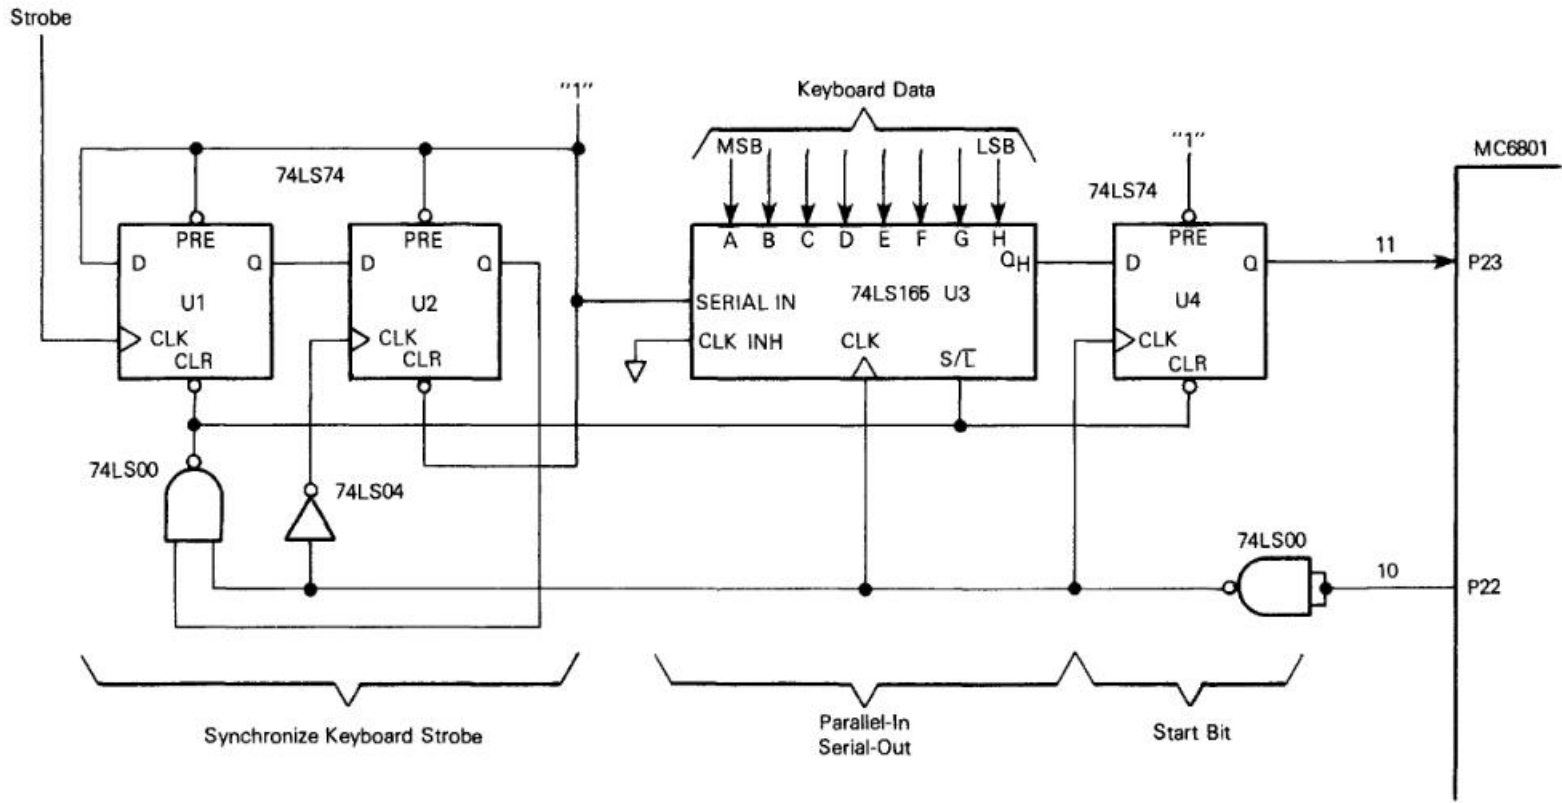 Strobe
"1"
Keyboard Data
MSB
LSB
"1"
MC6801
74LS74
74LS74
PRE
PRE
A B C D E F G H
PRE
D
Q
D
Q
QH
D
Q
11
P23
U1
U2
74LS165 U3
U4
SERIAL IN
CLK
CLK
CLK INH
CLK
CLK
CLR
CLR
S/L̅
CLR
74LS00
74LS04
74LS00
10
P22
Synchronize Keyboard Strobe
Parallel-In
Serial-Out
Start Bit